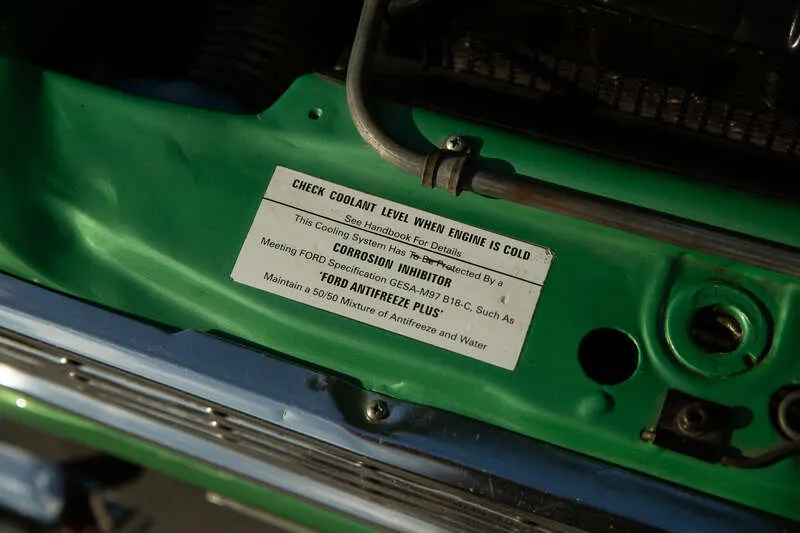 CHECK COOLANT LEVEL WHEN ENGINE IS COLD
See Handbook For Details
This Cooling System Has To Be Protected By a
CORROSION INHIBITOR
Meeting FORD Specification GESA-M97 B18-C, Such As
'FORD ANTIFREEZE PLUS'
Maintain a 50/50 Mixture of Antifreeze and Water